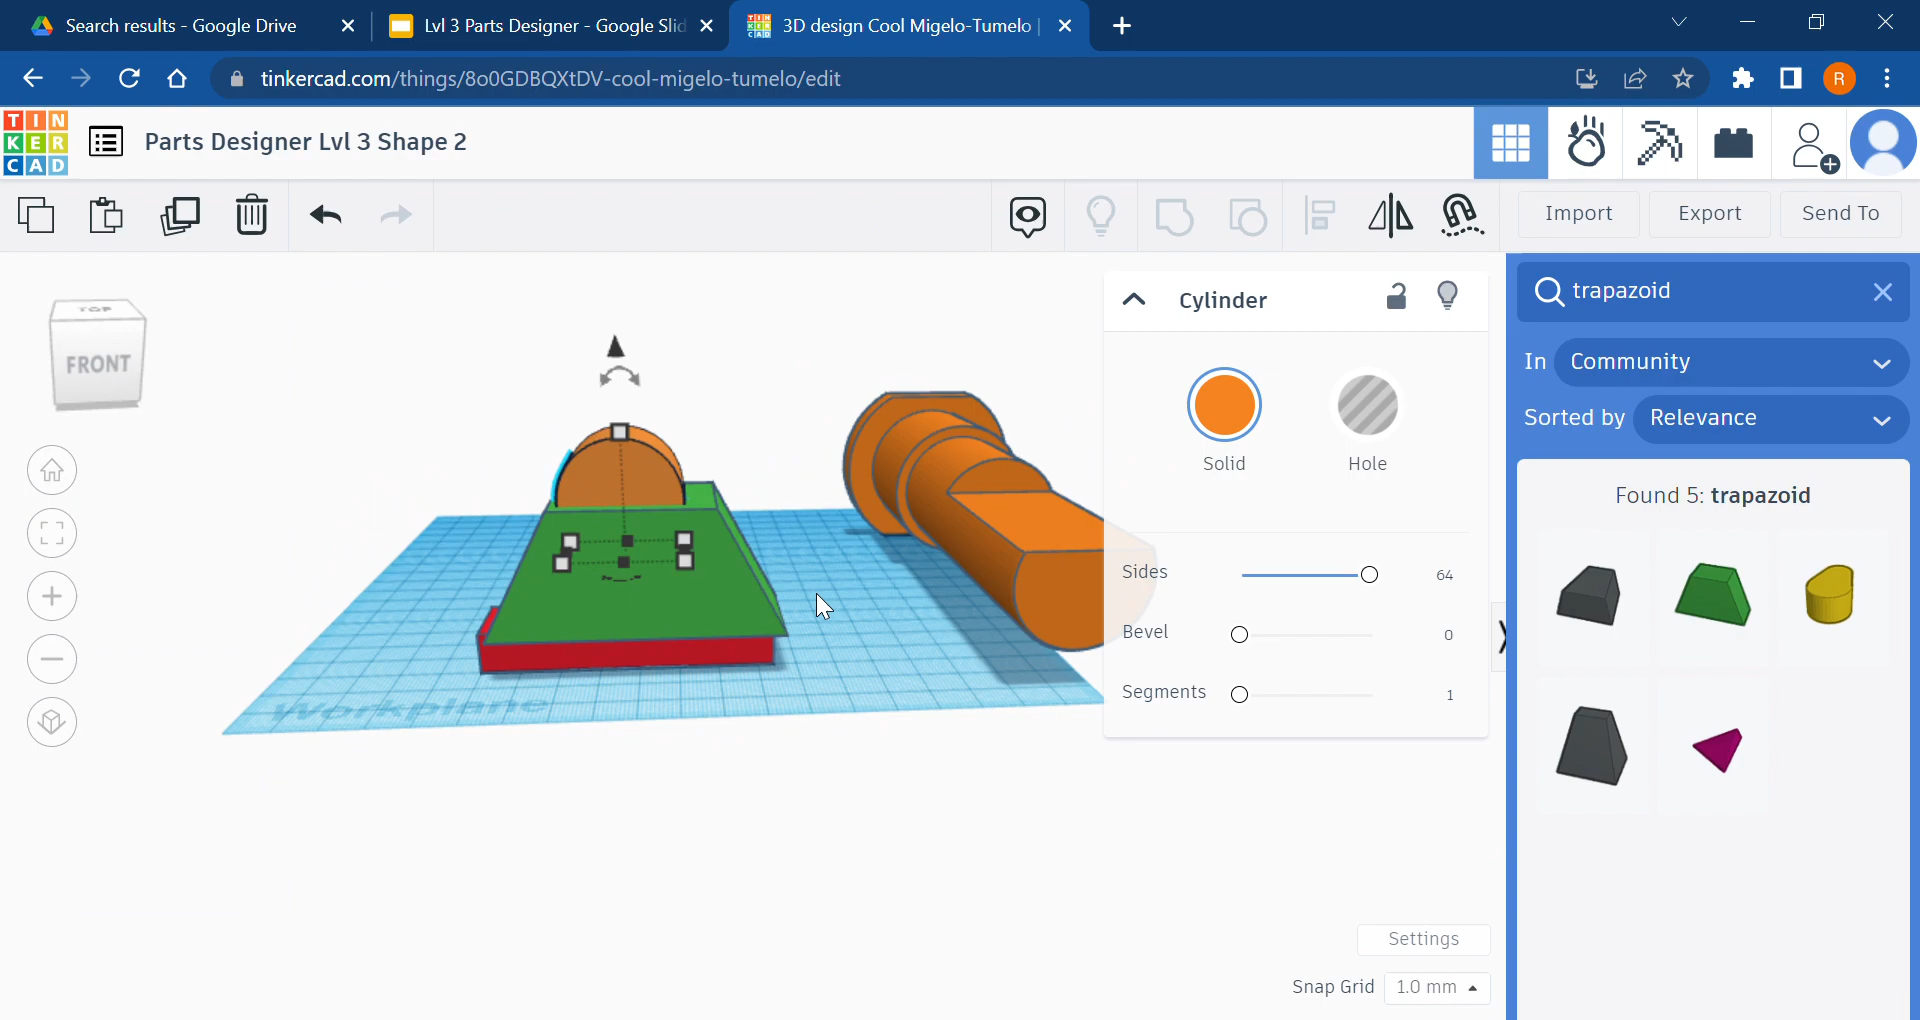 Search results - Google Drive
Lvl 3 Parts Designer - Google Slid
3D design Cool Migelo-Tumelo |
tinkercad.com/things/8o0GDBQXtDV-cool-migelo-tumelo/edit
R
TIN
KER
CAD
Parts Designer Lvl 3 Shape 2
Import
Export
Send To
TOP
FRONT
Workplane
Cylinder
Solid
Hole
Sides
64
Bevel
0
Segments
1
Settings
Snap Grid
1.0 mm
trapazoid
In
Community
Sorted by
Relevance
Found 5: trapazoid